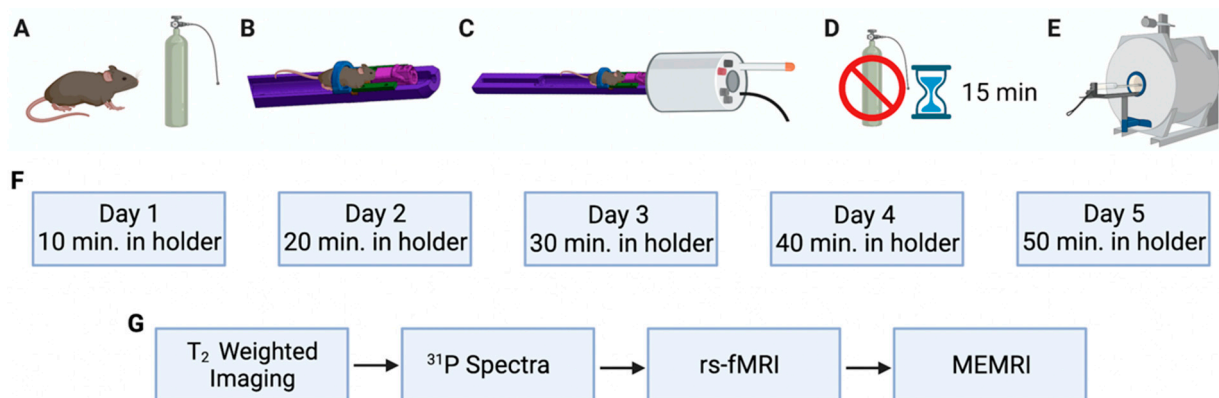 A
B
C
D
E
15 min
F
Day 1
10 min. in holder
Day 2
20 min. in holder
Day 3
30 min. in holder
Day 4
40 min. in holder
Day 5
50 min. in holder
G
T₂ Weighted
Imaging
³¹P Spectra
rs-fMRI
MEMRI